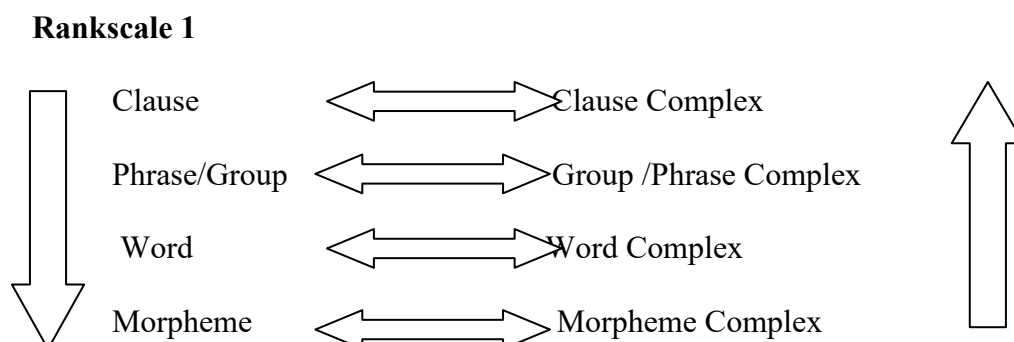 Rankscale 1
Clause Clause Complex
Phrase/Group Group /Phrase Complex
Word Word Complex
Morpheme Morpheme Complex